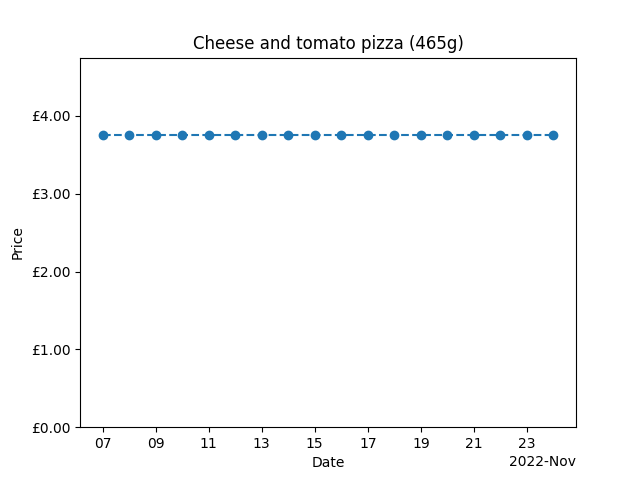 Cheese and tomato pizza (465g)
£4.00
£3.00
£2.00
£1.00
£0.00
Price
07 09 11 13 15 17 19 21 23
Date
2022-Nov